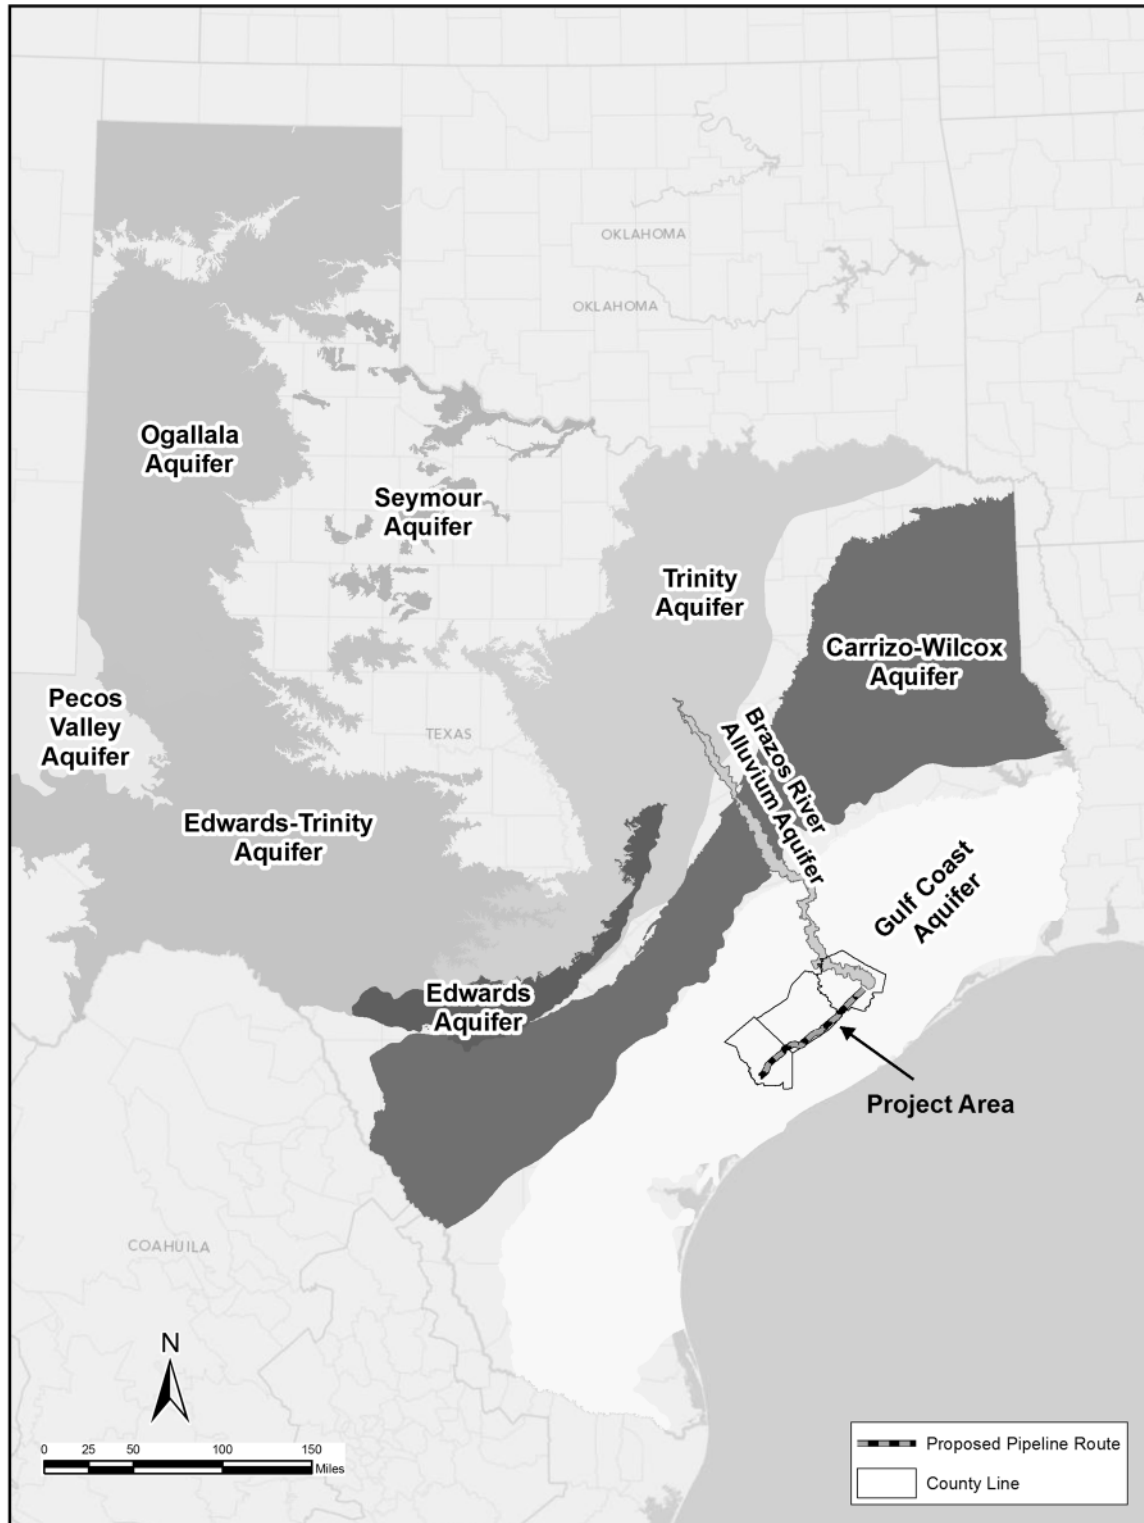 OKLAHOMA
OKLAHOMA
A
Ogallala
Aquifer
Seymour
Aquifer
Trinity
Aquifer
Carrizo-Wilcox
Aquifer
Pecos
Valley
Aquifer
TEXAS
Brazos River
Alluvium Aquifer
Edwards-Trinity
Aquifer
Gulf Coast
Aquifer
Edwards
Aquifer
Project Area
COAHUILA
N
0 25 50 100 150
Miles
Proposed Pipeline Route
County Line